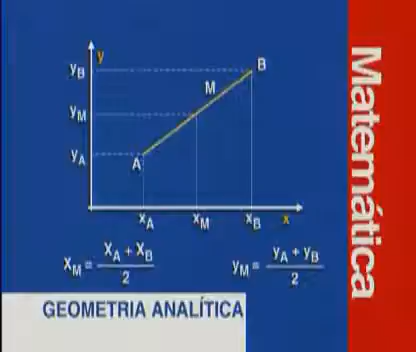 y
y_B
B
M
y_M
y_A
A
x_A
x_M
x_B
x
x_M = x_A + x_B / 2
y_M = y_A + y_B / 2
GEOMETRIA ANALÍTICA
Matemática